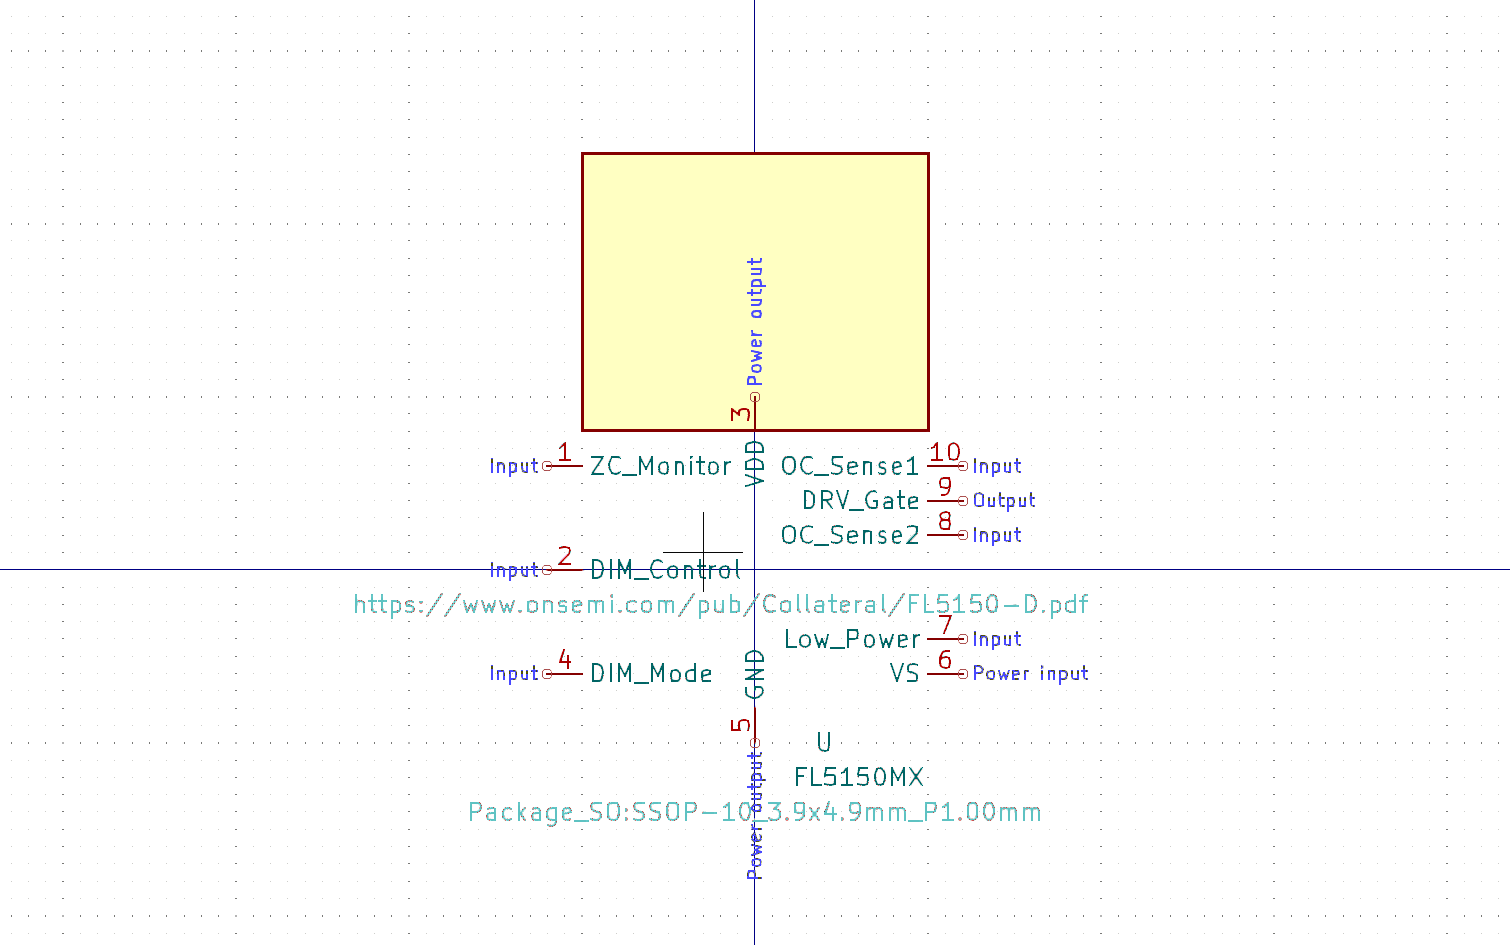 Power output
3
VDD
Input 1 ZC_Monitor OC_Sense1 10 Input
DRV_Gate 9 Output
OC_Sense2 8 Input
Input 2 DIM_Control
https://www.onsemi.com/pub/Collateral/FL5150-D.pdf
Low_Power 7 Input
Input 4 DIM_Mode VS 6 Power input
GND
5
U
FL5150MX
Package_SO:SSOP-10_3.9x4.9mm_P1.00mm
Power output